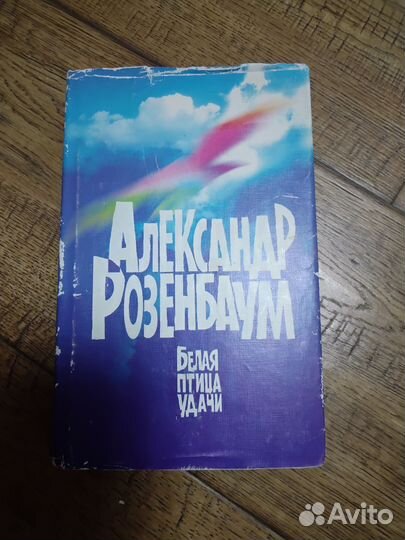 Александр
Розенбаум
Белая
птица
удачи
Avito